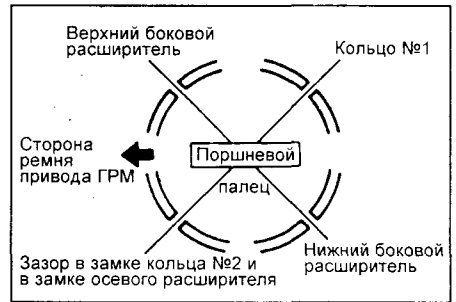 Верхний боковой
расширитель
Кольцо №1
Сторона
ремня
привода ГРМ
Поршневой
палец
Зазор в замке кольца №2 и
в замке осевого расширителя
Нижний боковой
расширитель